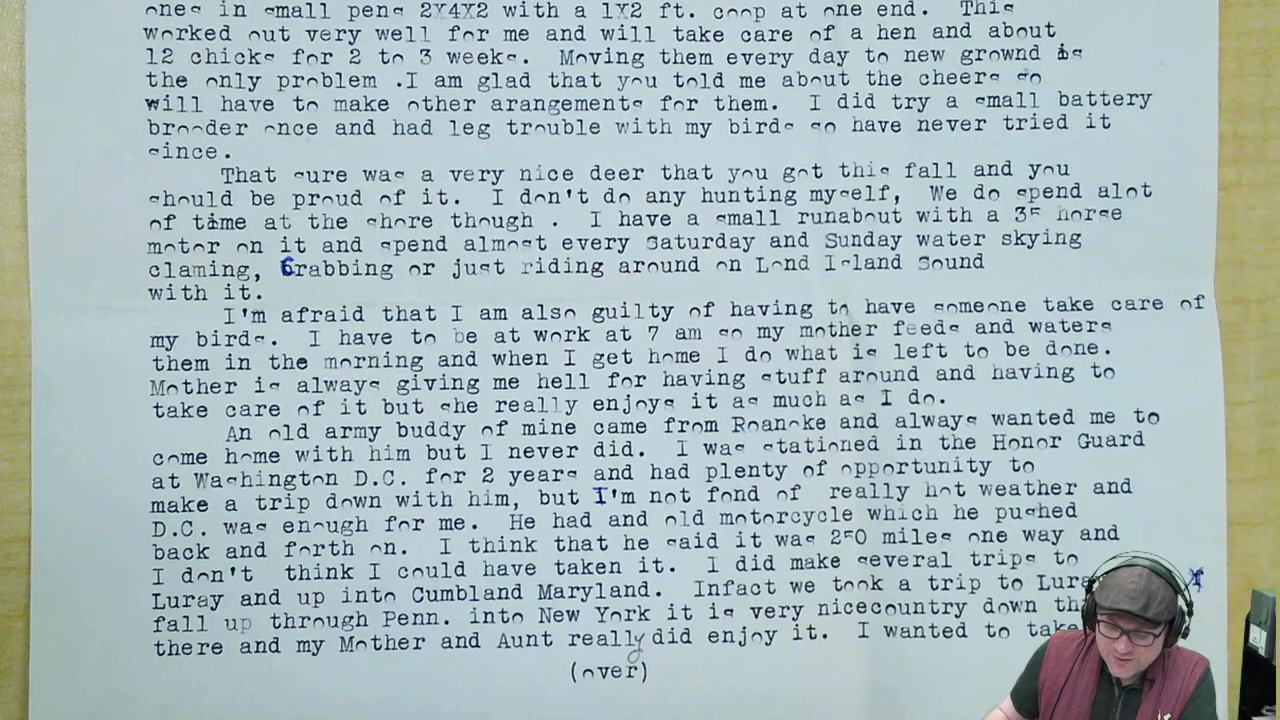 ones in small pens 2X4X2 with a 1X2 ft. coop at one end. This
worked out very well for me and will take care of a hen and about
12 chicks for 2 to 3 weeks. Moving them every day to new grownd is
the only problem .I am glad that you told me about the cheers so
will have to make other arangements for them. I did try a small battery
brooder once and had leg trouble with my birds so have never tried it
since.
That sure was a very nice deer that you got this fall and you
should be proud of it. I don't do any hunting myself, We do spend alot
of time at the shore though . I have a small runabout with a 35 horse
motor on it and spend almost every Saturday and Sunday water skying
claming, Crabbing or just riding around on Lond Island Sound
with it.
I'm afraid that I am also guilty of having to have someone take care of
my birds. I have to be at work at 7 am so my mother feeds and waters
them in the morning and when I get home I do what is left to be done.
Mother is always giving me hell for having stuff around and having to
take care of it but she really enjoys it as much as I do.
An old army buddy of mine came from Roanoke and always wanted me to
come home with him but I never did. I was stationed in the Honor Guard
at Washington D.C. for 2 years and had plenty of opportunity to
make a trip down with him, but I'm not fond of really hot weather and
D.C. was enough for me. He had and old motorcycle which he pushed
back and forth on. I think that he said it was 250 miles one way and
I don't think I could have taken it. I did make several trips to
Luray and up into Cumbland Maryland. Infact we took a trip to
fall up through Penn. into New York it is very nicecountry down
there and my Mother and Aunt really did enjoy it. I wanted to take
(over)